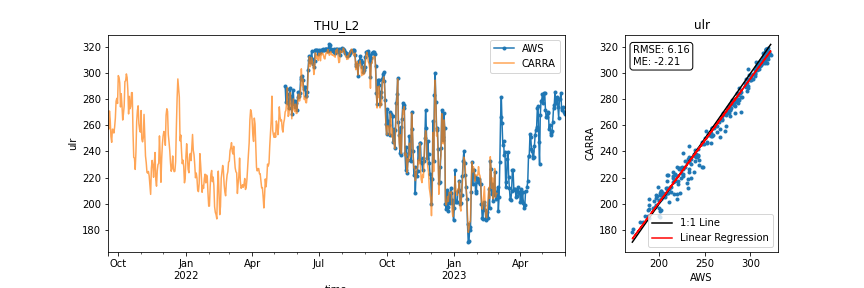 THU_L2
ulr
320
300
280
260
240
220
200
180
ulr
AWS
CARRA
Oct
Jan
2022
Apr
Jul
Oct
Jan
2023
Apr
time
ulr
RMSE: 6.16
ME: -2.21
320
300
280
260
240
220
200
180
CARRA
1:1 Line
Linear Regression
200
250
300
AWS